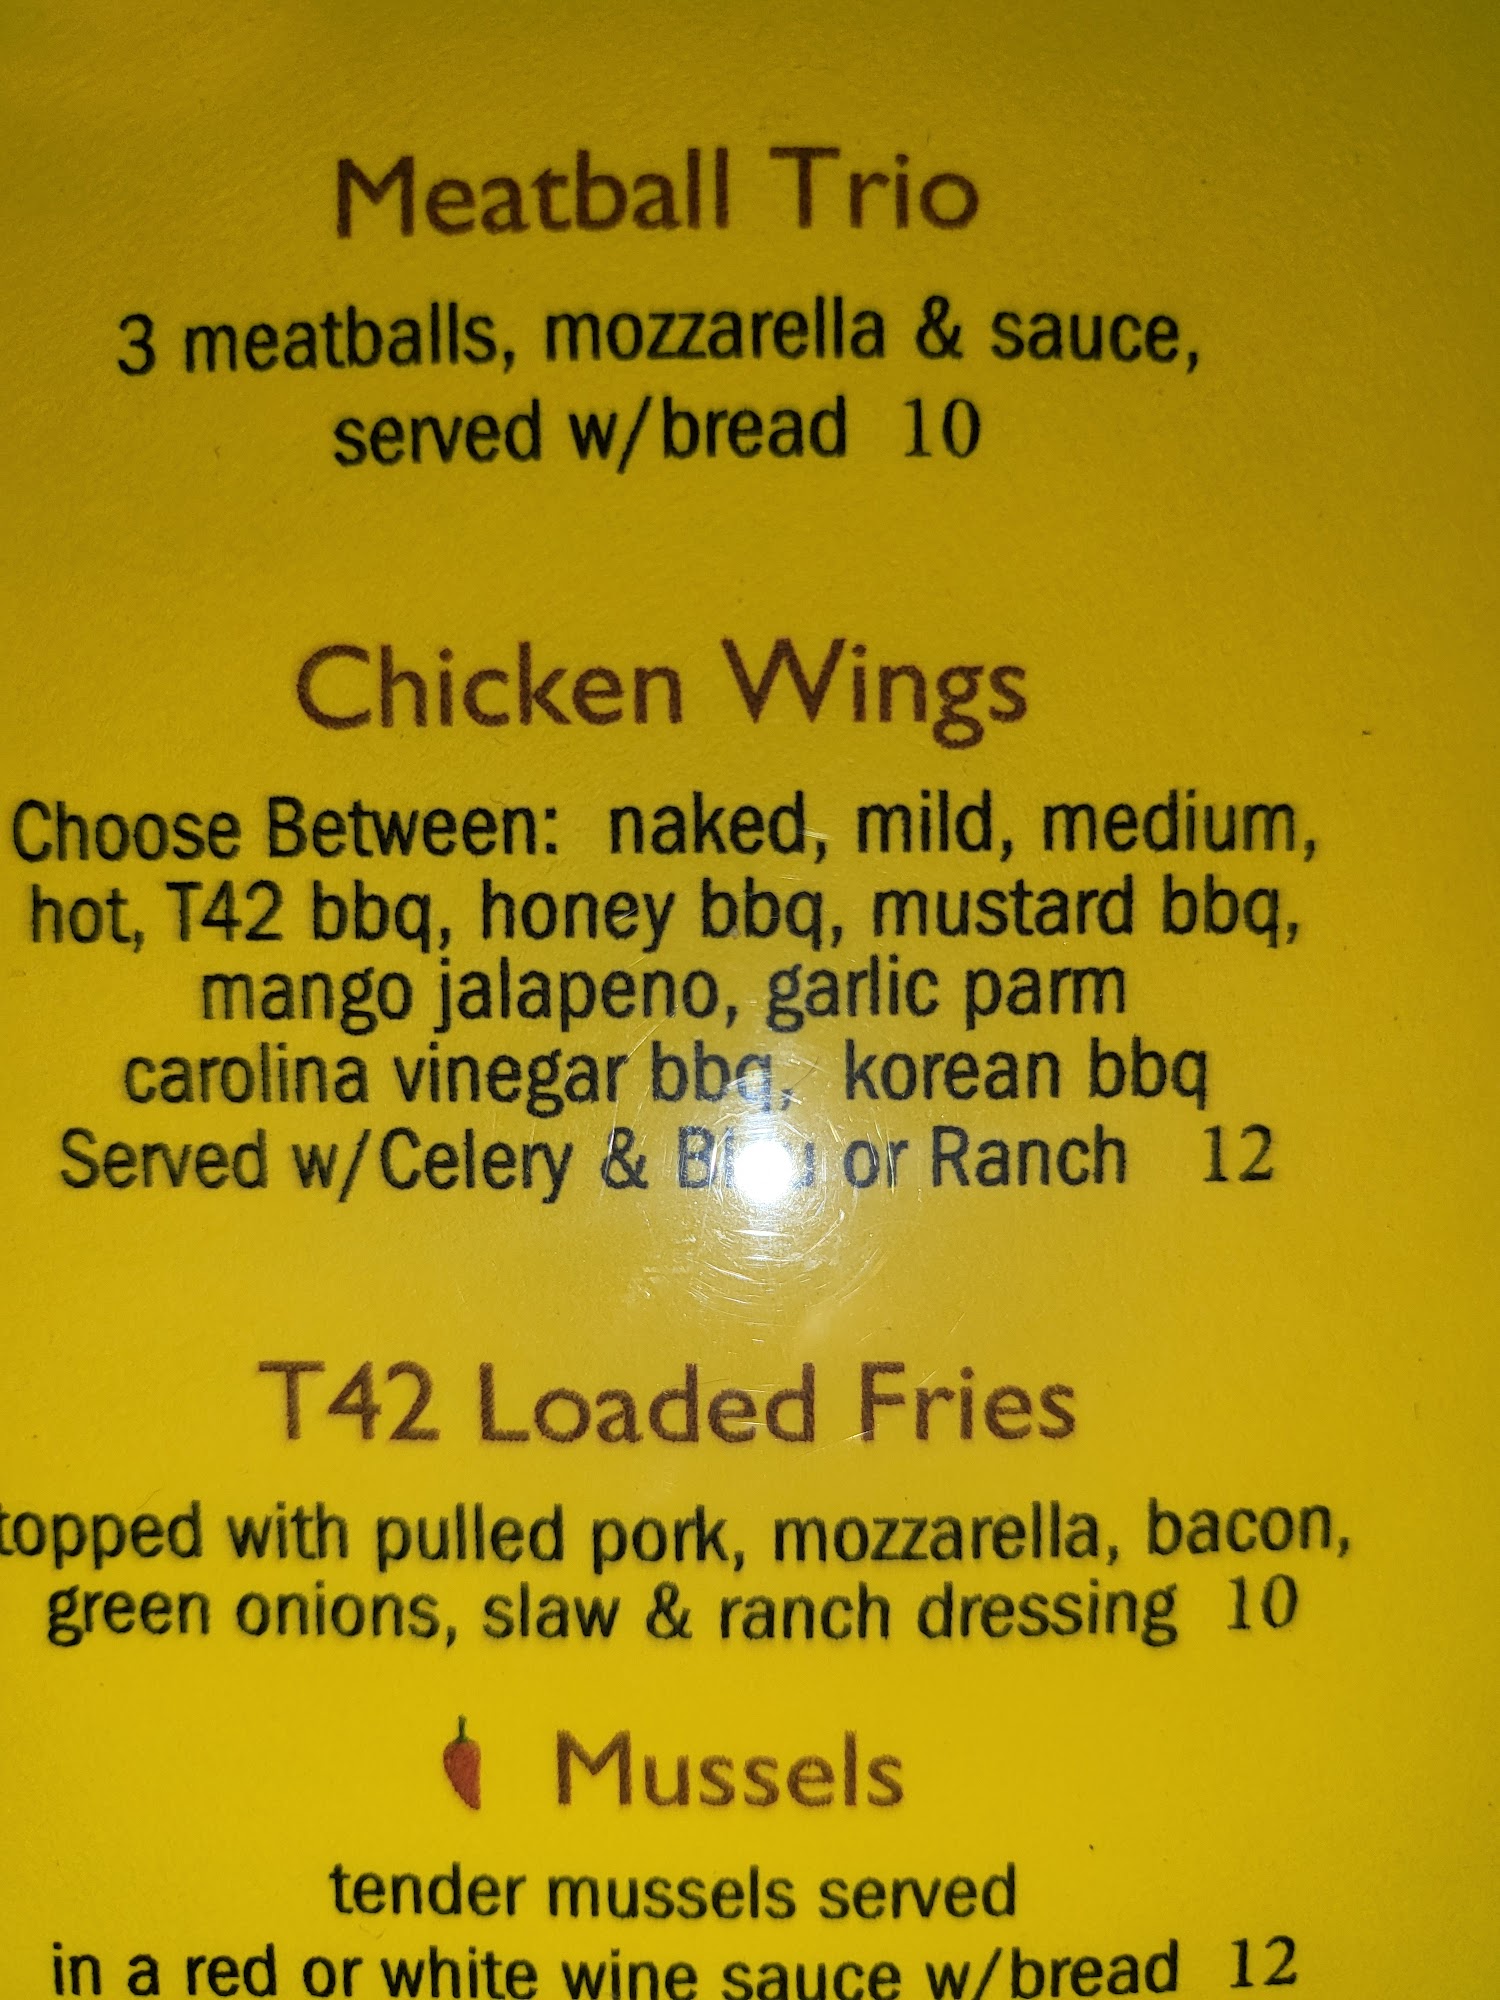 Meatball Trio
3 meatballs, mozzarella & sauce,
served w/bread 10
Chicken Wings
Choose Between: naked, mild, medium,
hot, T42 bbq, honey bbq, mustard bbq,
mango jalapeno, garlic parm
carolina vinegar bbq, korean bbq
Served w/Celery & or Ranch 12
T42 Loaded Fries
topped with pulled pork, mozzarella, bacon,
green onions, slaw & ranch dressing 10
Mussels
tender mussels served
in a red or white wine sauce w/bread 12